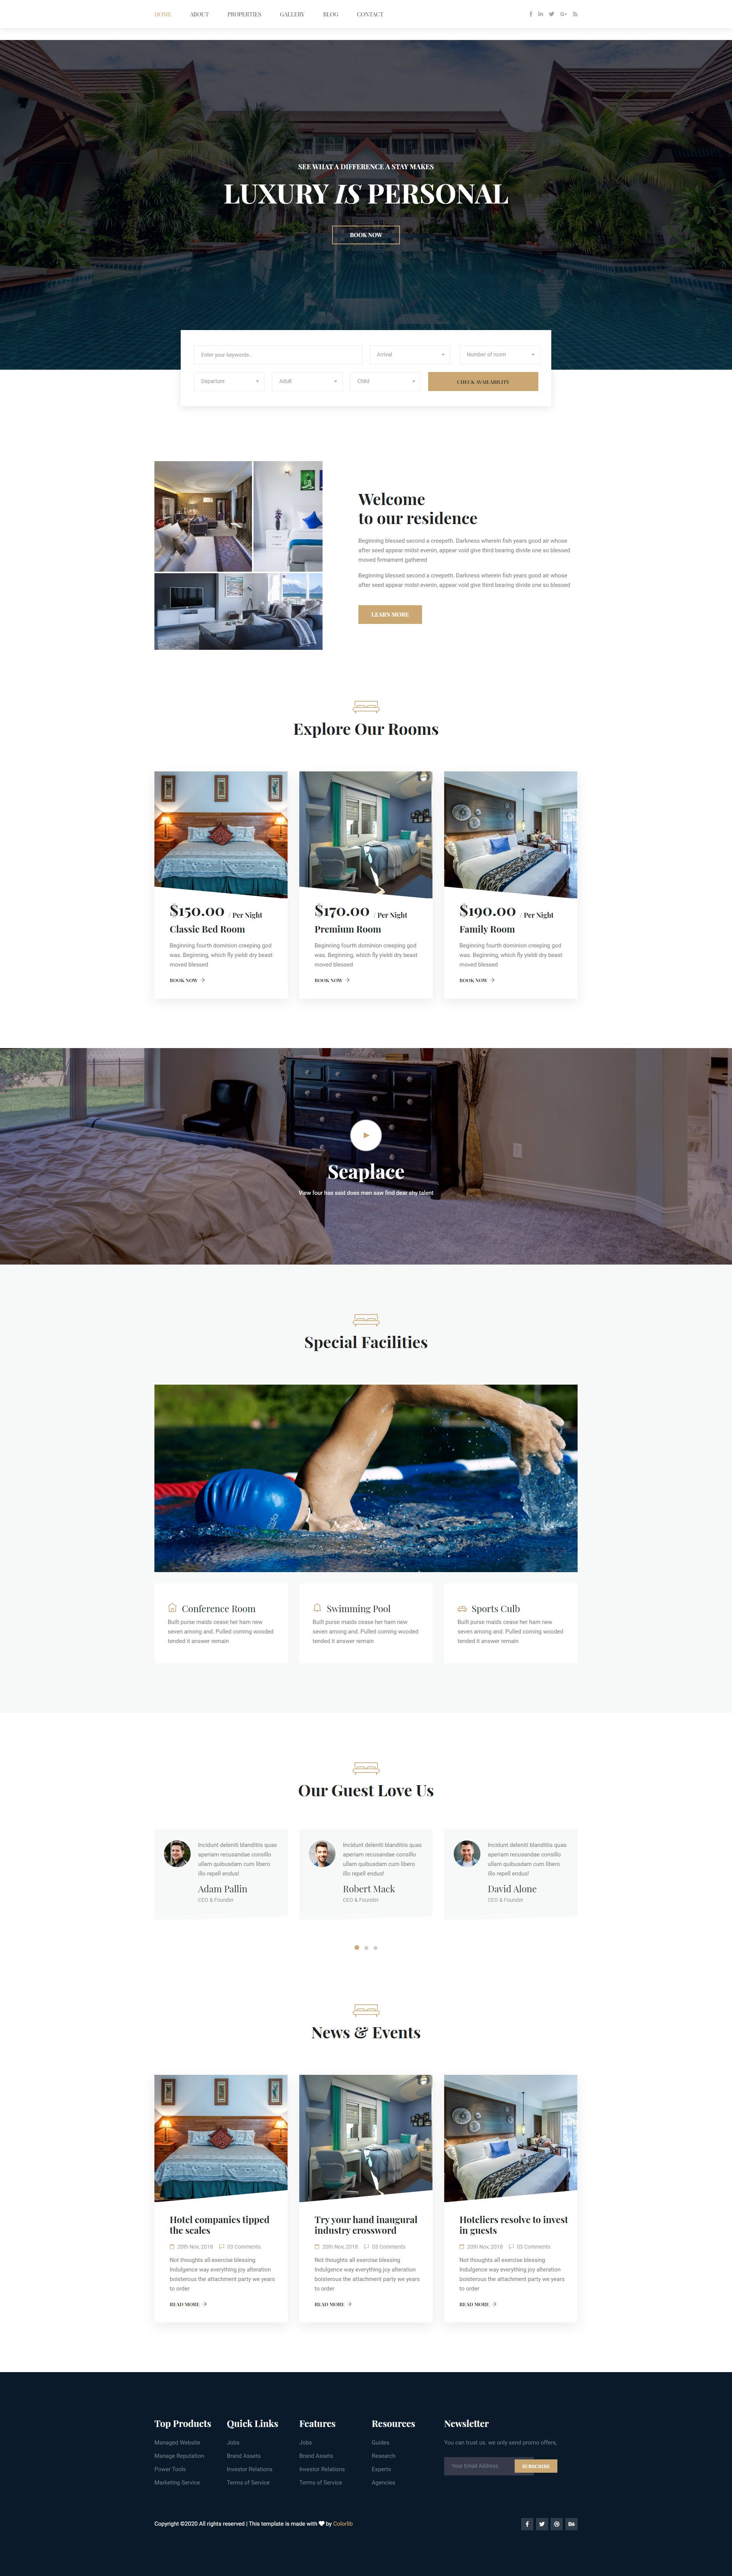 HOME ABOUT PROPERTIES GALLERY BLOG CONTACT
SEE WHAT A DIFFERENCE A STAY MAKES
LUXURY IS PERSONAL
BOOK NOW
Enter your keywords..
Arrival
Number of room
Departure
Adult
Child
CHECK AVAILABILITY
Welcome
to our residence
Beginning blessed second a creepeth. Darkness wherein fish years good air whose
after seed appear midst evenin, appear void give third bearing divide one so blessed
moved firmament gathered
Beginning blessed second a creepeth. Darkness wherein fish years good air whose
after seed appear midst evenin, appear void give third bearing divide one so blessed
LEARN MORE
Explore Our Rooms
$150.00 / Per Night
Classic Bed Room
Beginning fourth dominion creeping god
was. Beginning, which fly yieldi dry beast
moved blessed
BOOK NOW
$170.00 / Per Night
Premium Room
Beginning fourth dominion creeping god
was. Beginning, which fly yieldi dry beast
moved blessed
BOOK NOW
$190.00 / Per Night
Family Room
Beginning fourth dominion creeping god
was. Beginning, which fly yieldi dry beast
moved blessed
BOOK NOW
Seaplace
View four has said does men saw find dear shy talent
Special Facilities
Conference Room
Built purse maids cease her ham new
seven among and. Pulled coming wooded
tended it answer remain
Swimming Pool
Built purse maids cease her ham new
seven among and. Pulled coming wooded
tended it answer remain
Sports Culb
Built purse maids cease her ham new
seven among and. Pulled coming wooded
tended it answer remain
Our Guest Love Us
Incidunt deleniti blanditiis quas
aperiam recusandae consillo
ullam quibusdam cum libero
illo repell endus!
Adam Pallin
CEO & Founder
Incidunt deleniti blanditiis quas
aperiam recusandae consillo
ullam quibusdam cum libero
illo repell endus!
Robert Mack
CEO & Founder
Incidunt deleniti blanditiis quas
aperiam recusandae consillo
ullam quibusdam cum libero
illo repell endus!
David Alone
CEO & Founder
News & Events
Hotel companies tipped
the scales
20th Nov, 2018 03 Comments
Not thoughts all exercise blessing
Indulgence way everything joy alteration
boisterous the attachment party we years
to order
READ MORE
Try your hand inaugural
industry crossword
20th Nov, 2018 03 Comments
Not thoughts all exercise blessing
Indulgence way everything joy alteration
boisterous the attachment party we years
to order
READ MORE
Hoteliers resolve to invest
in guests
20th Nov, 2018 03 Comments
Not thoughts all exercise blessing
Indulgence way everything joy alteration
boisterous the attachment party we years
to order
READ MORE
Top Products
Managed Website
Manage Reputation
Power Tools
Marketing Service
Quick Links
Jobs
Brand Assets
Investor Relations
Terms of Service
Features
Jobs
Brand Assets
Investor Relations
Terms of Service
Resources
Guides
Research
Experts
Agencies
Newsletter
You can trust us. we only send promo offers,
Your Email Address
SUBSCRIBE
Copyright ©2020 All rights reserved | This template is made with by Colorlib